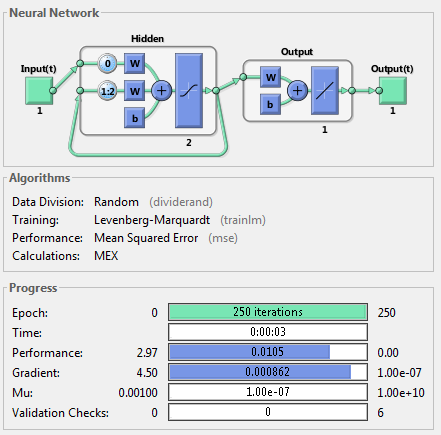 Neural Network
Hidden
Output
Input(t)
Output(t)
0
W
1:2
W
b
+
W
b
+
1
2
1
1
Algorithms
Data Division: Random (dividerand)
Training: Levenberg-Marquardt (trainlm)
Performance: Mean Squared Error (mse)
Calculations: MEX
Progress
Epoch: 0 250 iterations 250
Time: 0:00:03
Performance: 2.97 0.0105 0.00
Gradient: 4.50 0.000862 1.00e-07
Mu: 0.00100 1.00e-07 1.00e+10
Validation Checks: 0 0 6